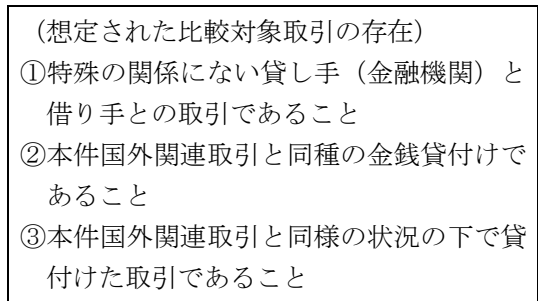 （想定された比較対象取引の存在）
①特殊の関係にない貸し手（金融機関）と
借り手との取引であること
②本件国外関連取引と同種の金銭貸付けで
あること
③本件国外関連取引と同様の状況の下で貸
付けた取引であること